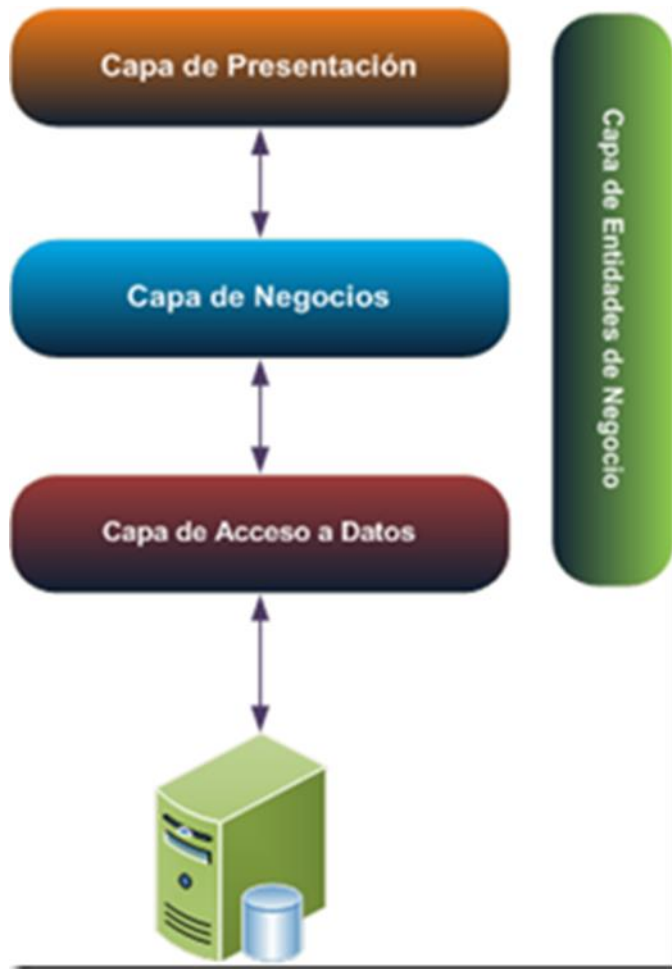 Capa de Presentación
Capa de Negocios
Capa de Acceso a Datos
Capa de Entidades de Negocio